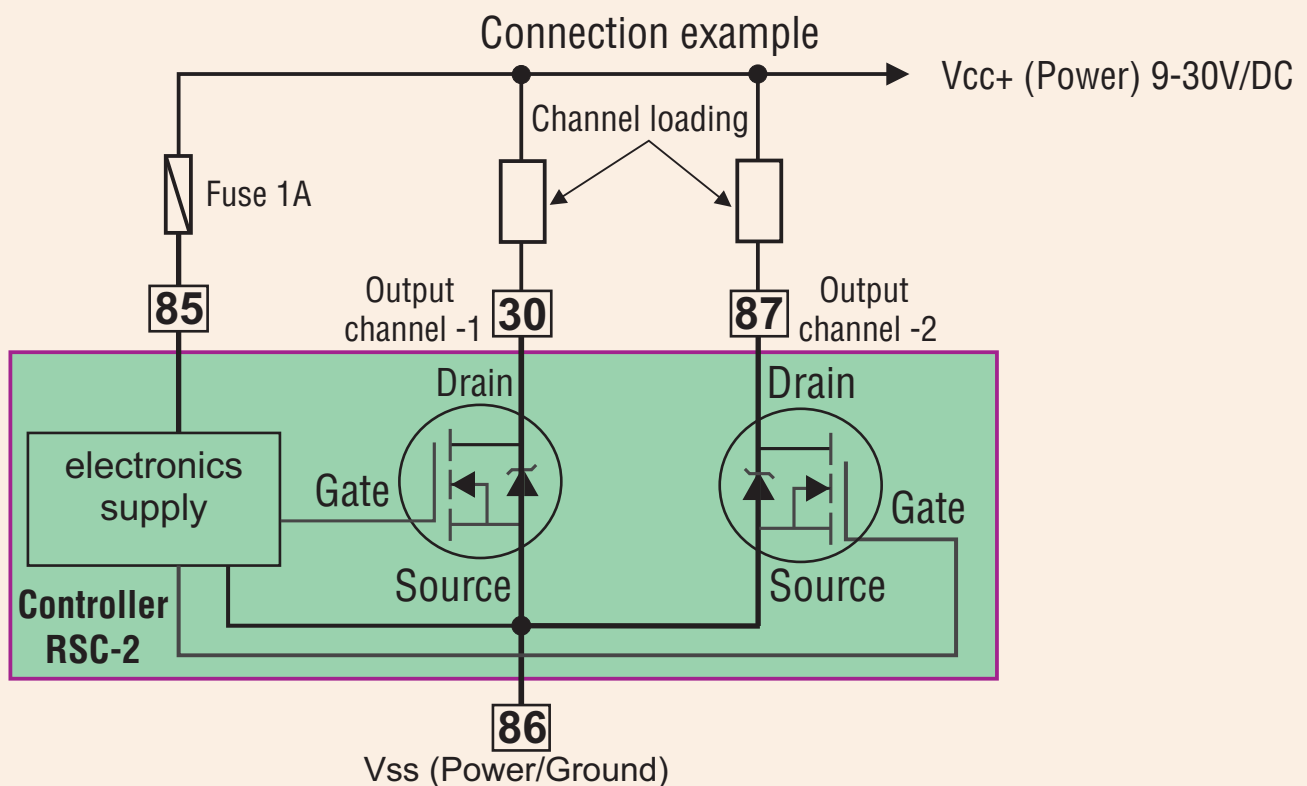 Connection example
Vcc+ (Power) 9-30V/DC
Channel loading
Fuse 1A
85
Output
channel -1
30
87
Output
channel -2
Drain
Drain
electronics
supply
Gate
Gate
Source
Source
Controller
RSC-2
86
Vss (Power/Ground)